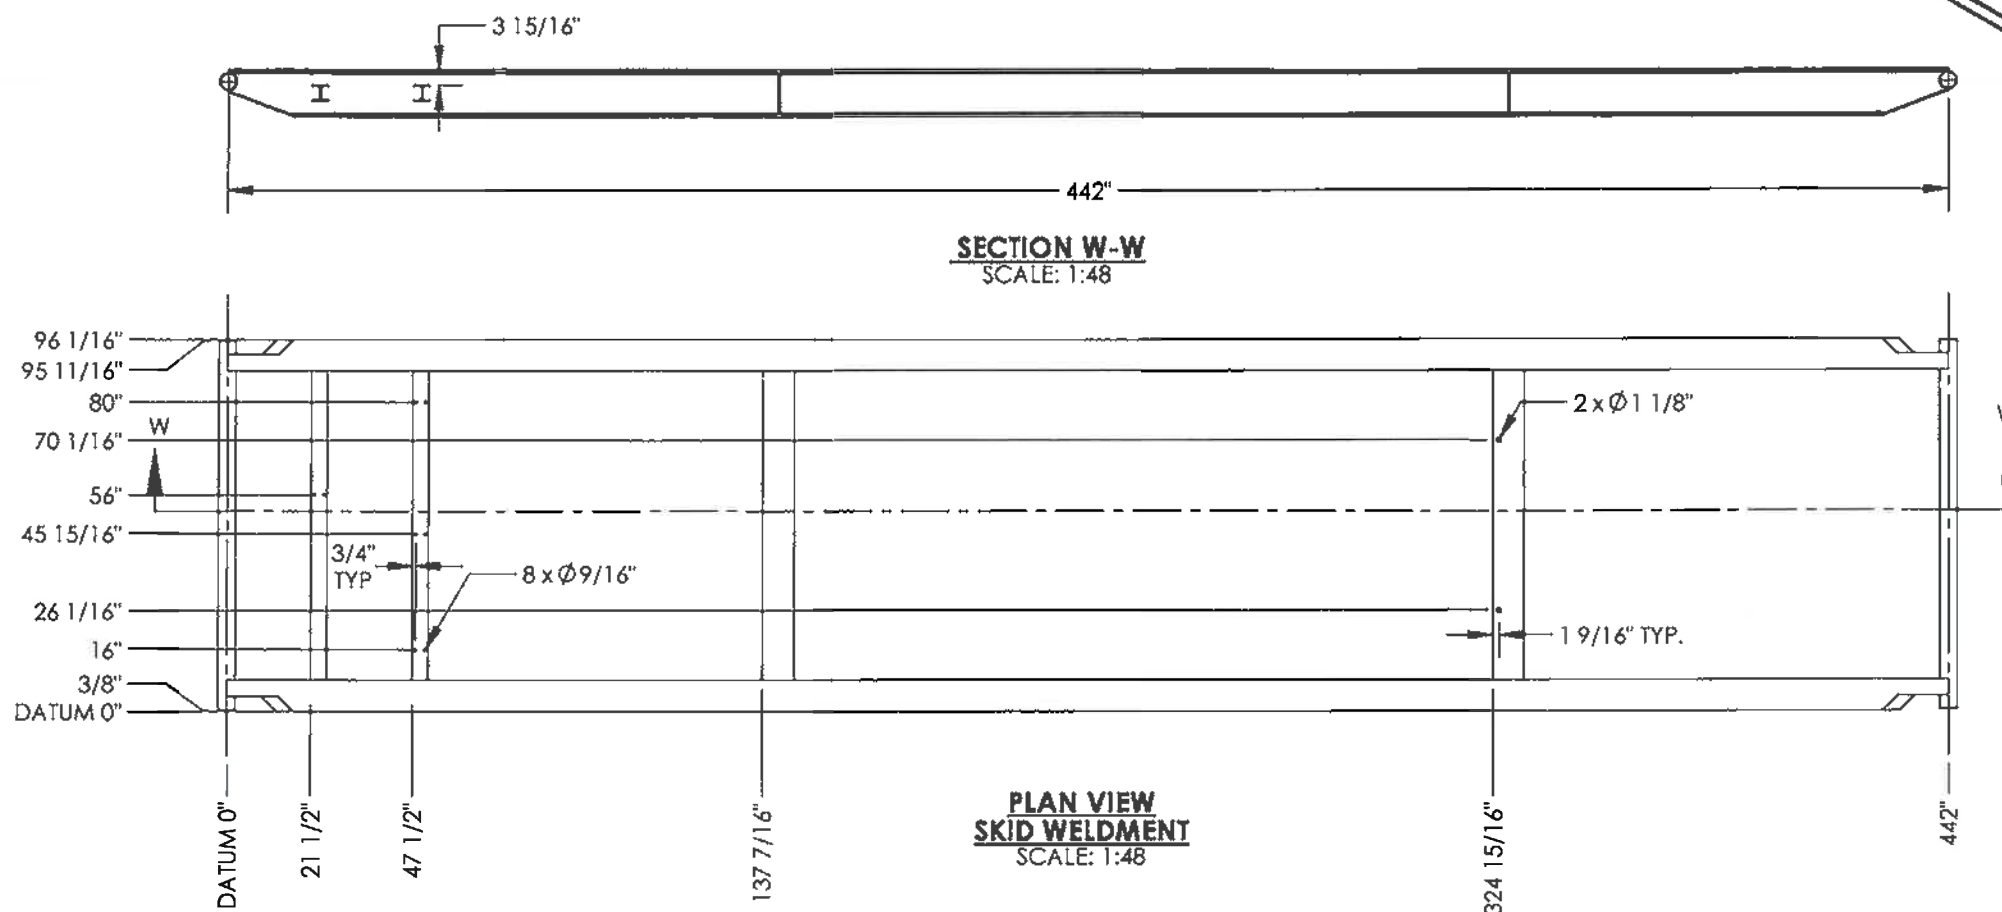 3 15/16"
442"
SECTION W-W
SCALE: 1:48
96 1/16"
95 11/16"
80"
W
70 1/16"
56"
45 15/16"
3/4"
TYP
26 1/16"
16"
3/8"
DATUM 0"
8 x Ø9/16"
2 x Ø1 1/8"
1 9/16" TYP.
DATUM 0"
21 1/2"
47 1/2"
137 7/16"
324 15/16"
442"
PLAN VIEW
SKID WELDMENT
SCALE: 1:48